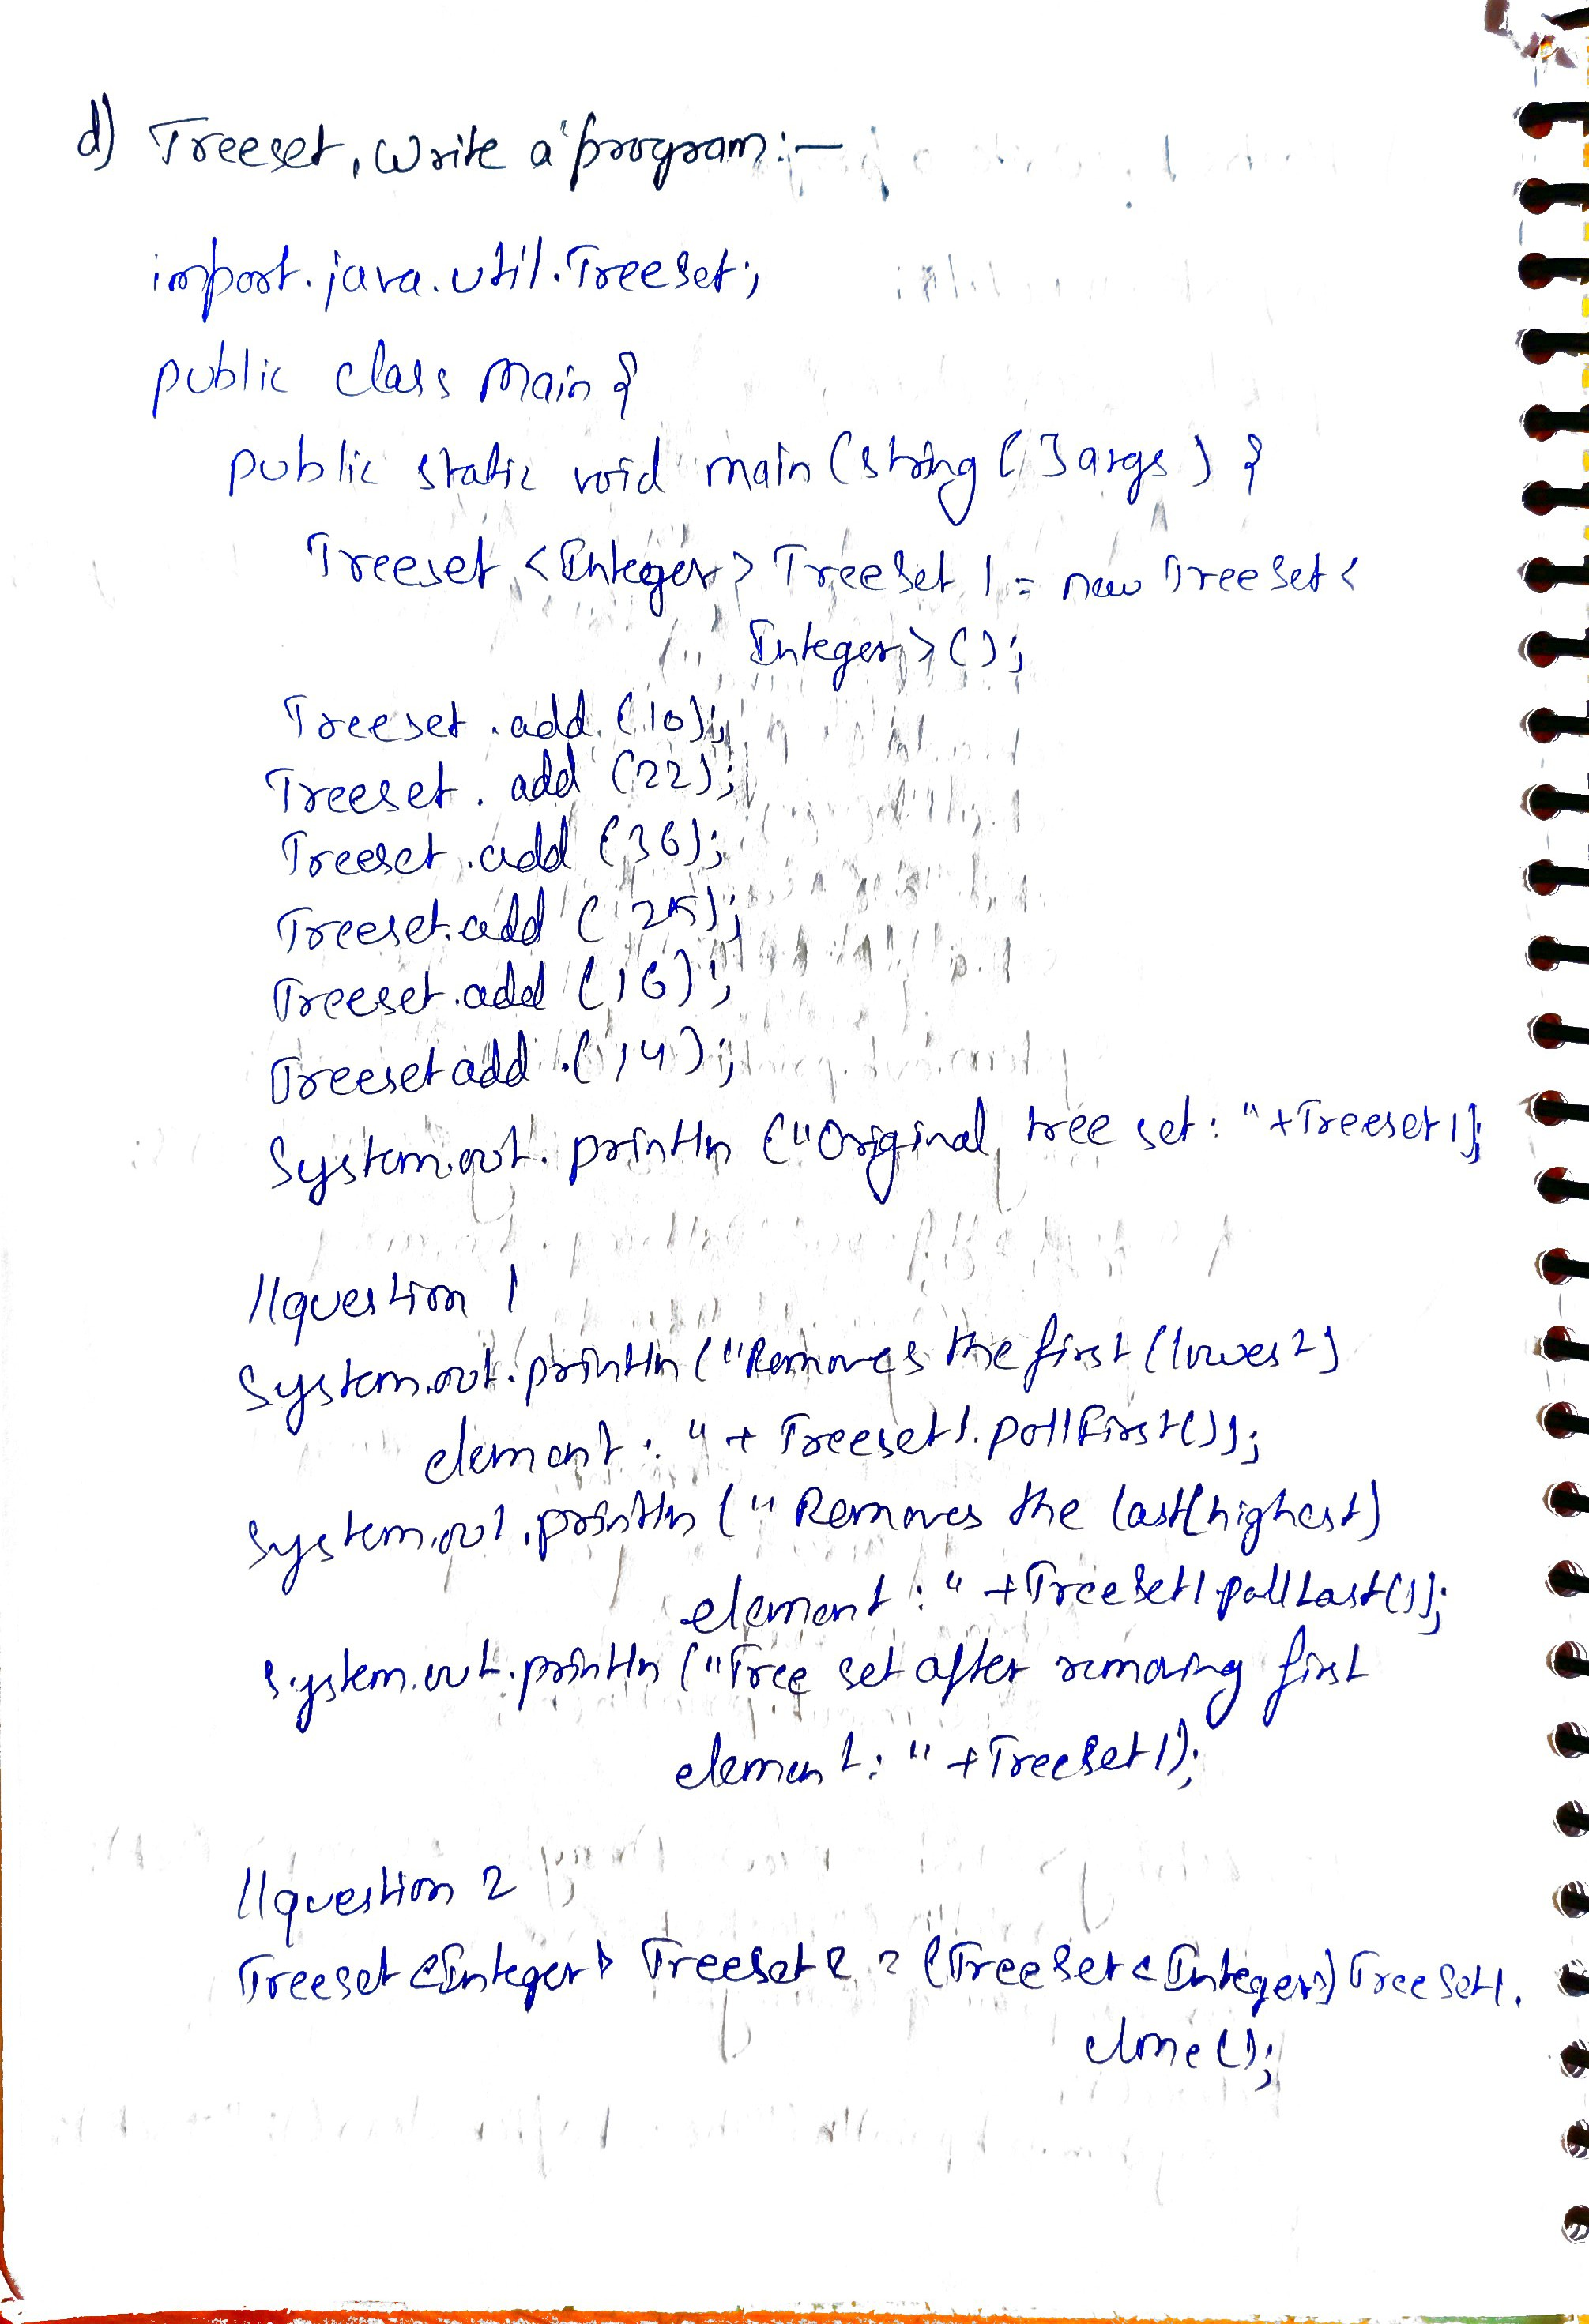 d) Treeset, Write a program:-
import.java.util.TreeSet;
public class Main {
public static void main (string [ ] args ) {
Treeset <Integer> TreeSet 1 = new TreeSet <
Integer> ();
Treeset .add (10);
Treeset . add (22);
Treeset .add (36);
Treeset.add ( 25);
Treeset.add (16);
Treeset add .(14);
System.out. println ("Original tree set: "+Treeset1);
//question 1
System.out.println ("Removes the first (lowest)
element : " + Treeset1.pollFirst());
System.out.println (" Removes the last(highest)
element : " +TreeSet1 pollLast());
System.out.println ("Tree set after removing first
element: " +TreeSet1);
//question 2
Treeset <Integer> TreeSet 2 = (TreeSet < Integer>) TreeSet1.
clone ();